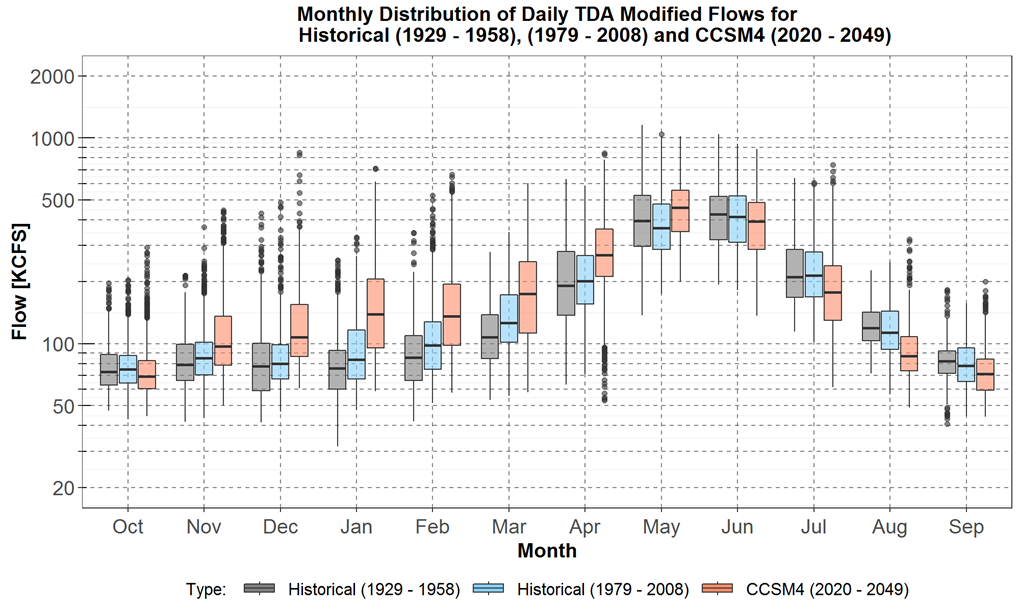 Monthly Distribution of Daily TDA Modified Flows for
Historical (1929 - 1958), (1979 - 2008) and CCSM4 (2020 - 2049)
Flow [KCFS]
2000
1000
500
100
50
20
Oct Nov Dec Jan Feb Mar Apr May Jun Jul Aug Sep
Month
Type: Historical (1929 - 1958) Historical (1979 - 2008) CCSM4 (2020 - 2049)